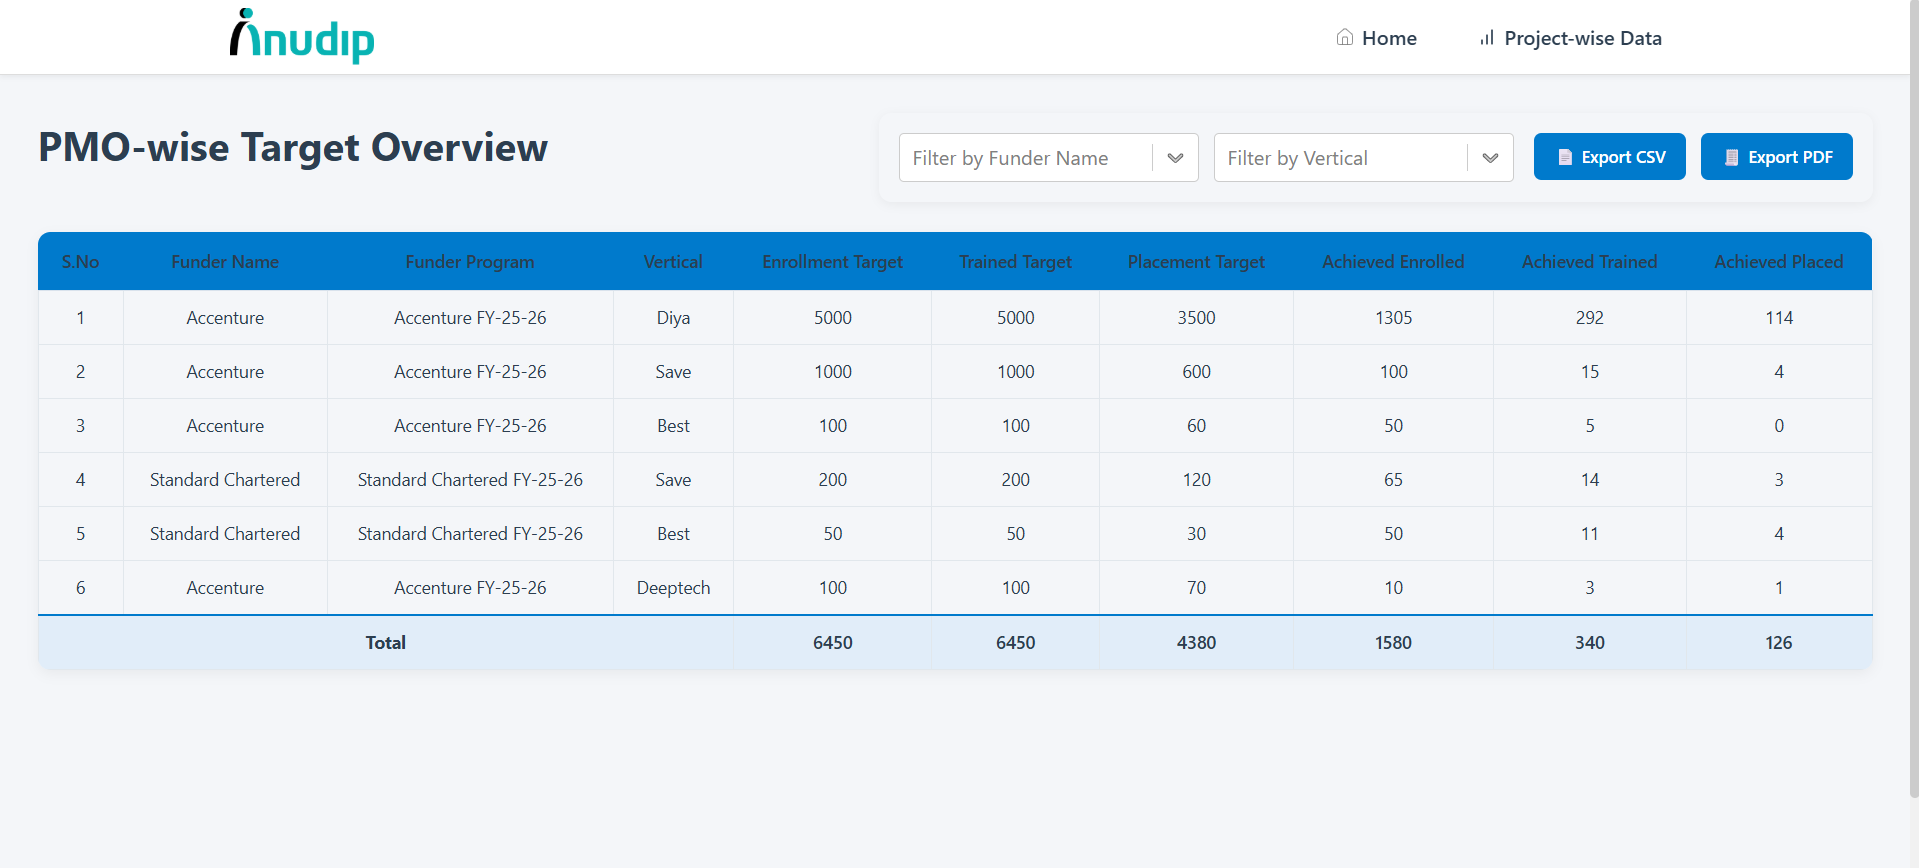 Anudip
Home
Project-wise Data
PMO-wise Target Overview
Filter by Funder Name
Filter by Vertical
Export CSV
Export PDF
S.No Funder Name Funder Program Vertical Enrollment Target Trained Target Placement Target Achieved Enrolled Achieved Trained Achieved Placed
1 Accenture Accenture FY-25-26 Diya 5000 5000 3500 1305 292 114
2 Accenture Accenture FY-25-26 Save 1000 1000 600 100 15 4
3 Accenture Accenture FY-25-26 Best 100 100 60 50 5 0
4 Standard Chartered Standard Chartered FY-25-26 Save 200 200 120 65 14 3
5 Standard Chartered Standard Chartered FY-25-26 Best 50 50 30 50 11 4
6 Accenture Accenture FY-25-26 Deeptech 100 100 70 10 3 1
Total 6450 6450 4380 1580 340 126